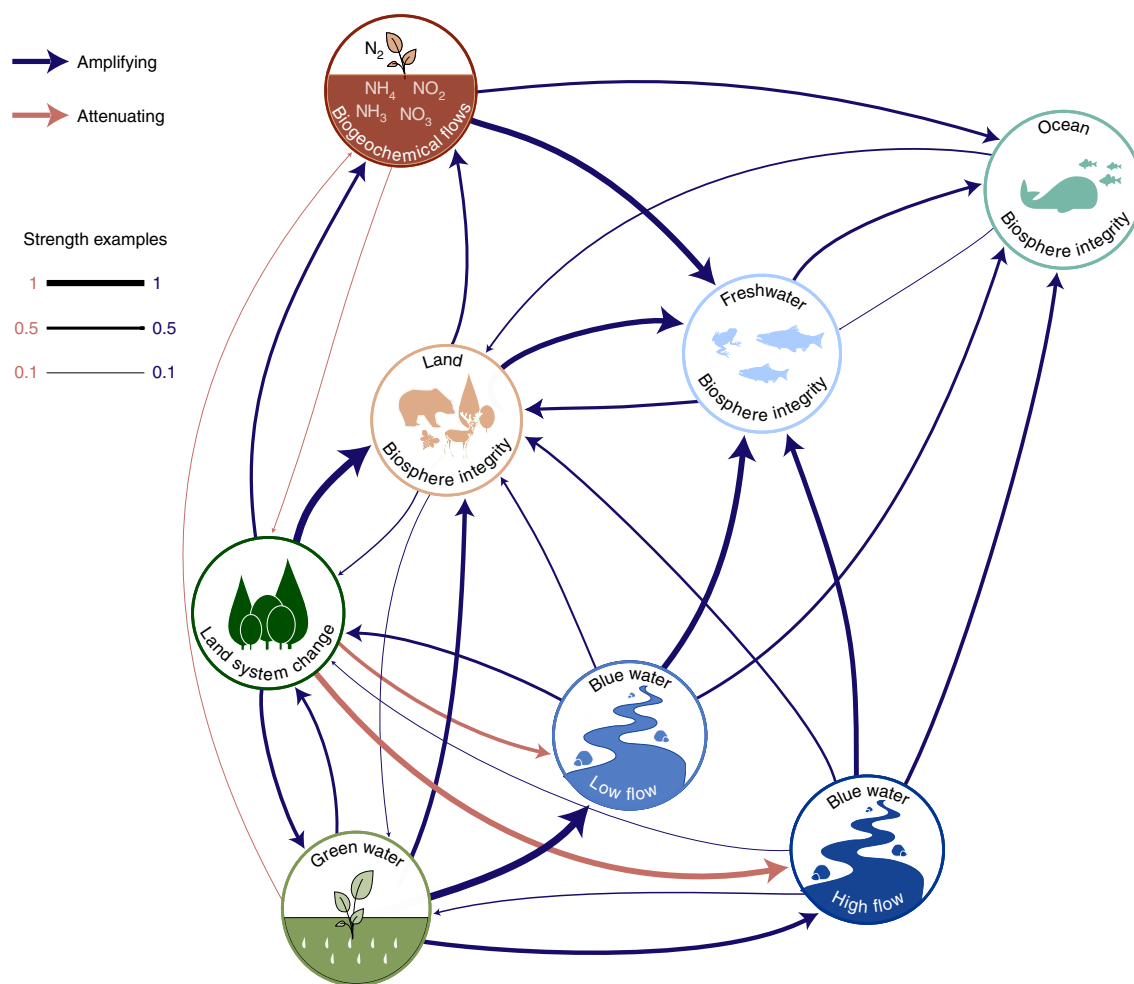 Amplifying
Attenuating
Strength examples
1 1
0.5 0.5
0.1 0.1
N2
NH4 NO2
NH3 NO3
Biogeochemical flows
Ocean
Biosphere integrity
Freshwater
Biosphere integrity
Land
Biosphere integrity
Land system change
Blue water
Low flow
Blue water
High flow
Green water